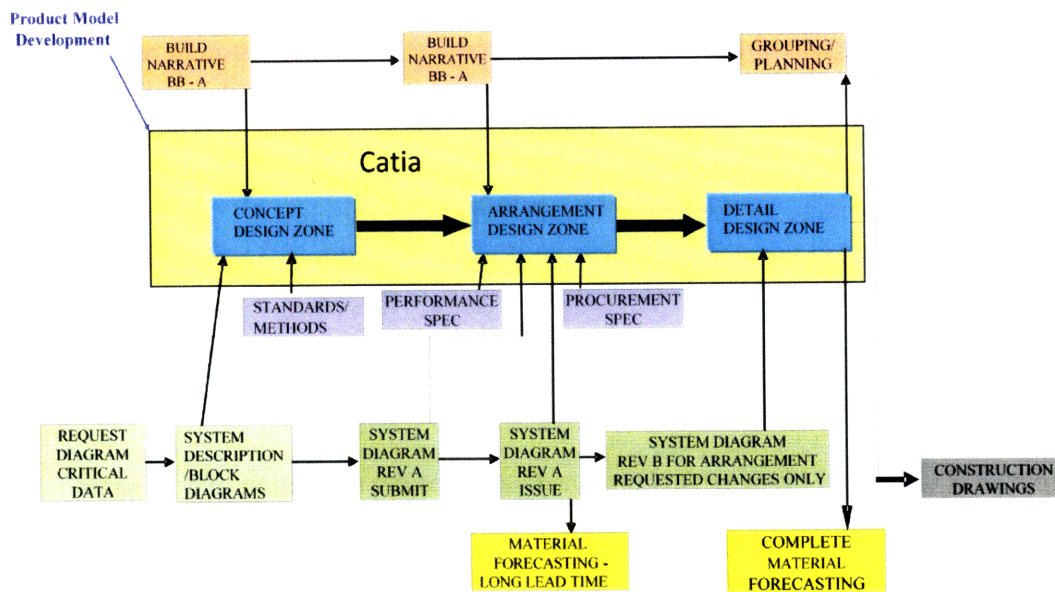 Product Model
Development
BUILD
NARRATIVE
BB - A
BUILD
NARRATIVE
BB - A
GROUPING/
PLANNING
Catia
CONCEPT
DESIGN ZONE
ARRANGEMENT
DESIGN ZONE
DETAIL
DESIGN ZONE
STANDARDS/
METHODS
PERFORMANCE
SPEC
PROCUREMENT
SPEC
REQUEST
DIAGRAM
CRITICAL
DATA
SYSTEM
DESCRIPTION
/BLOCK
DIAGRAMS
SYSTEM
DIAGRAM
REV A
SUBMIT
SYSTEM
DIAGRAM
REV A
ISSUE
SYSTEM DIAGRAM
REV B FOR ARRANGEMENT
REQUESTED CHANGES ONLY
CONSTRUCTION
DRAWINGS
MATERIAL
FORECASTING -
LONG LEAD TIME
COMPLETE
MATERIAL
FORECASTING